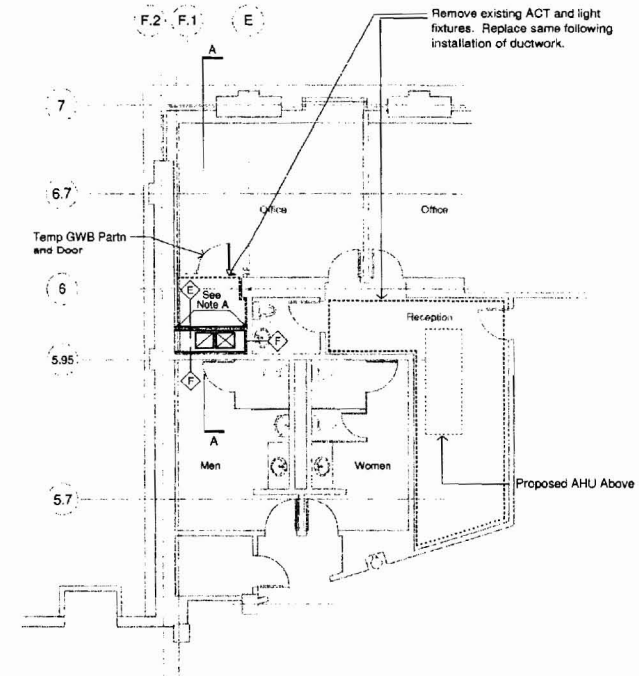 F.2
F.1
E
Remove existing ACT and light
fixtures. Replace same following
installation of ductwork.
A
7
6.7
Office
Office
Temp GWB Partn
and Door
6
E
See
Note A
Reception
F
5.95
F
A
Men
Women
Proposed AHU Above
5.7